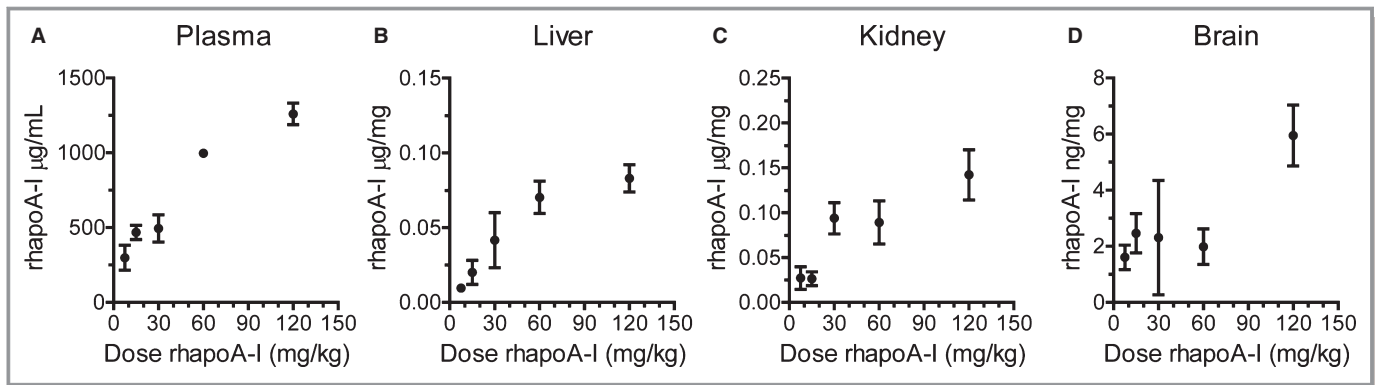 A Plasma
rhapoA-I μg/mL
1500
1000
500
0
0 30 60 90 120 150
Dose rhapoA-I (mg/kg)
B Liver
rhapoA-I μg/mg
0.15
0.10
0.05
0.00
0 30 60 90 120 150
Dose rhapoA-I (mg/kg)
C Kidney
rhapoA-I μg/mg
0.25
0.20
0.15
0.10
0.05
0.00
0 30 60 90 120 150
Dose rhapoA-I (mg/kg)
D Brain
rhapoA-I ng/mg
8
6
4
2
0
0 30 60 90 120 150
Dose rhapoA-I (mg/kg)